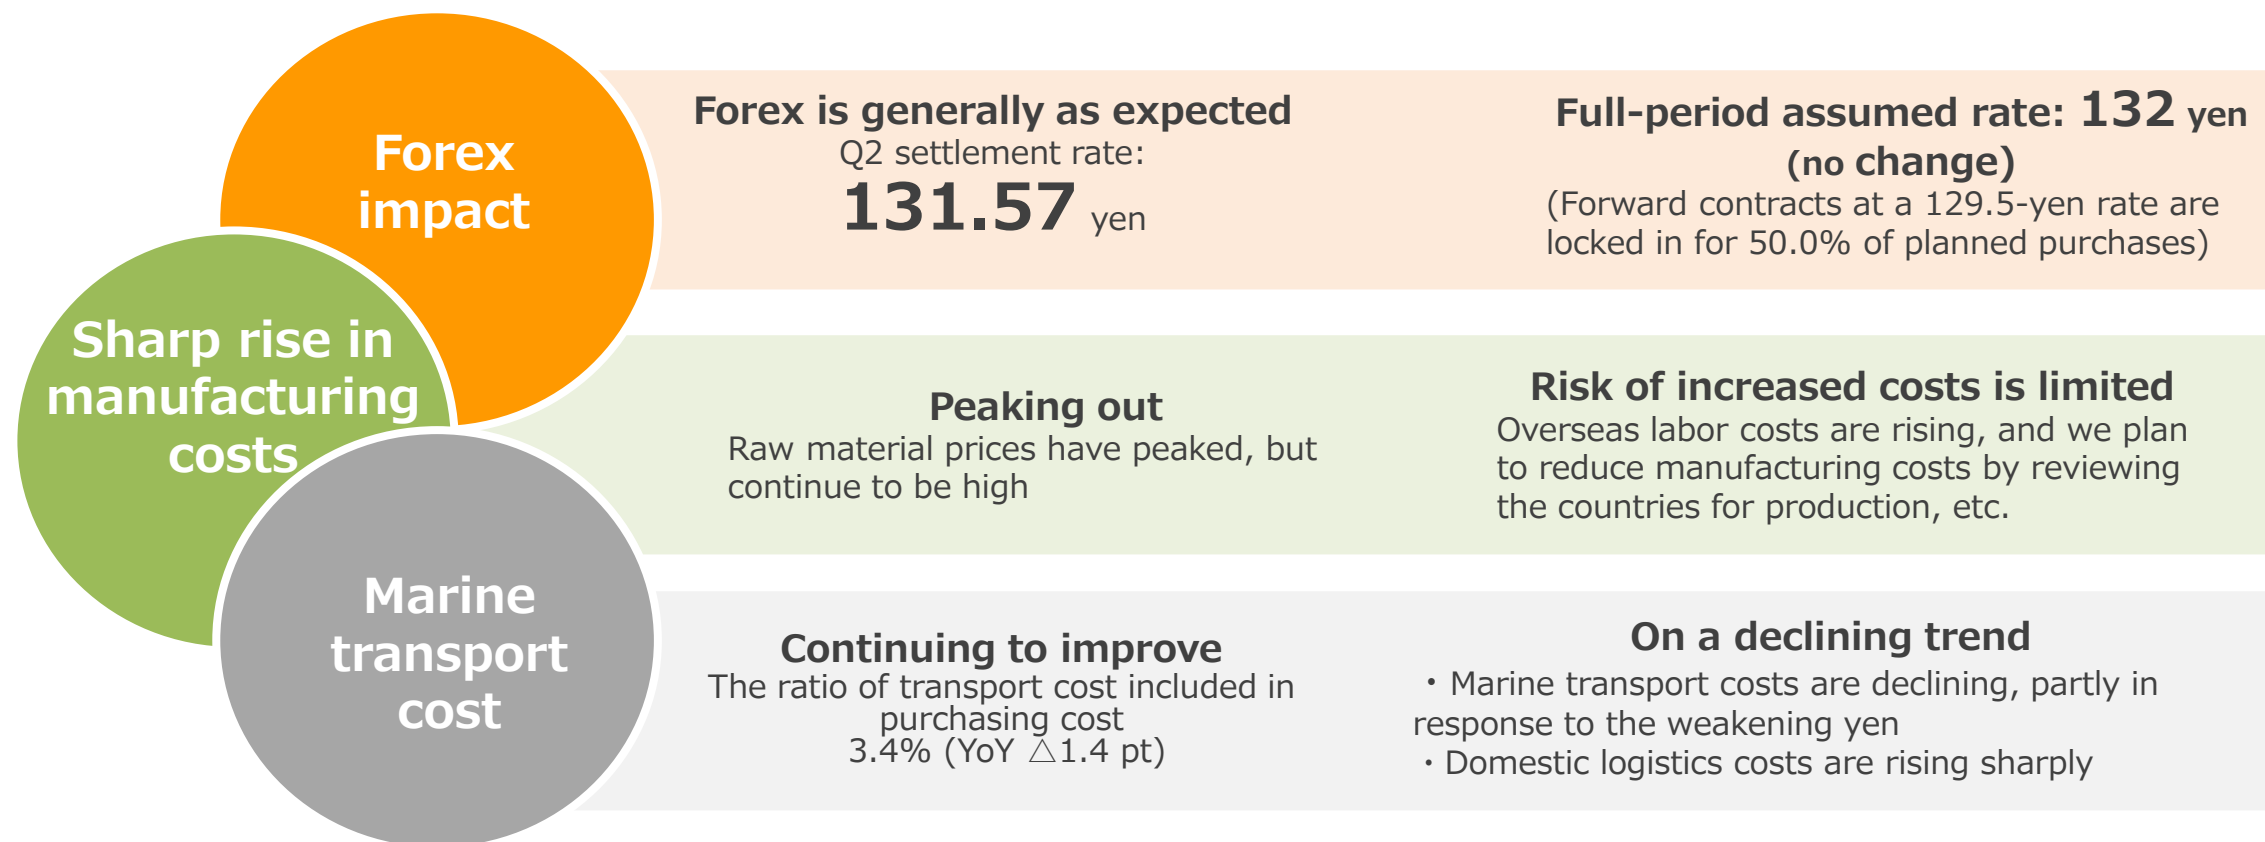 Forex
impact
Forex is generally as expected
Q2 settlement rate:
131.57 yen
Full-period assumed rate: 132 yen
(no change)
(Forward contracts at a 129.5-yen rate are
locked in for 50.0% of planned purchases)
Sharp rise in
manufacturing
costs
Peaking out
Raw material prices have peaked, but
continue to be high
Risk of increased costs is limited
Overseas labor costs are rising, and we plan
to reduce manufacturing costs by reviewing
the countries for production, etc.
Marine
transport
cost
Continuing to improve
The ratio of transport cost included in
purchasing cost
3.4% (YoY △1.4 pt)
On a declining trend
・Marine transport costs are declining, partly in
response to the weakening yen
・Domestic logistics costs are rising sharply